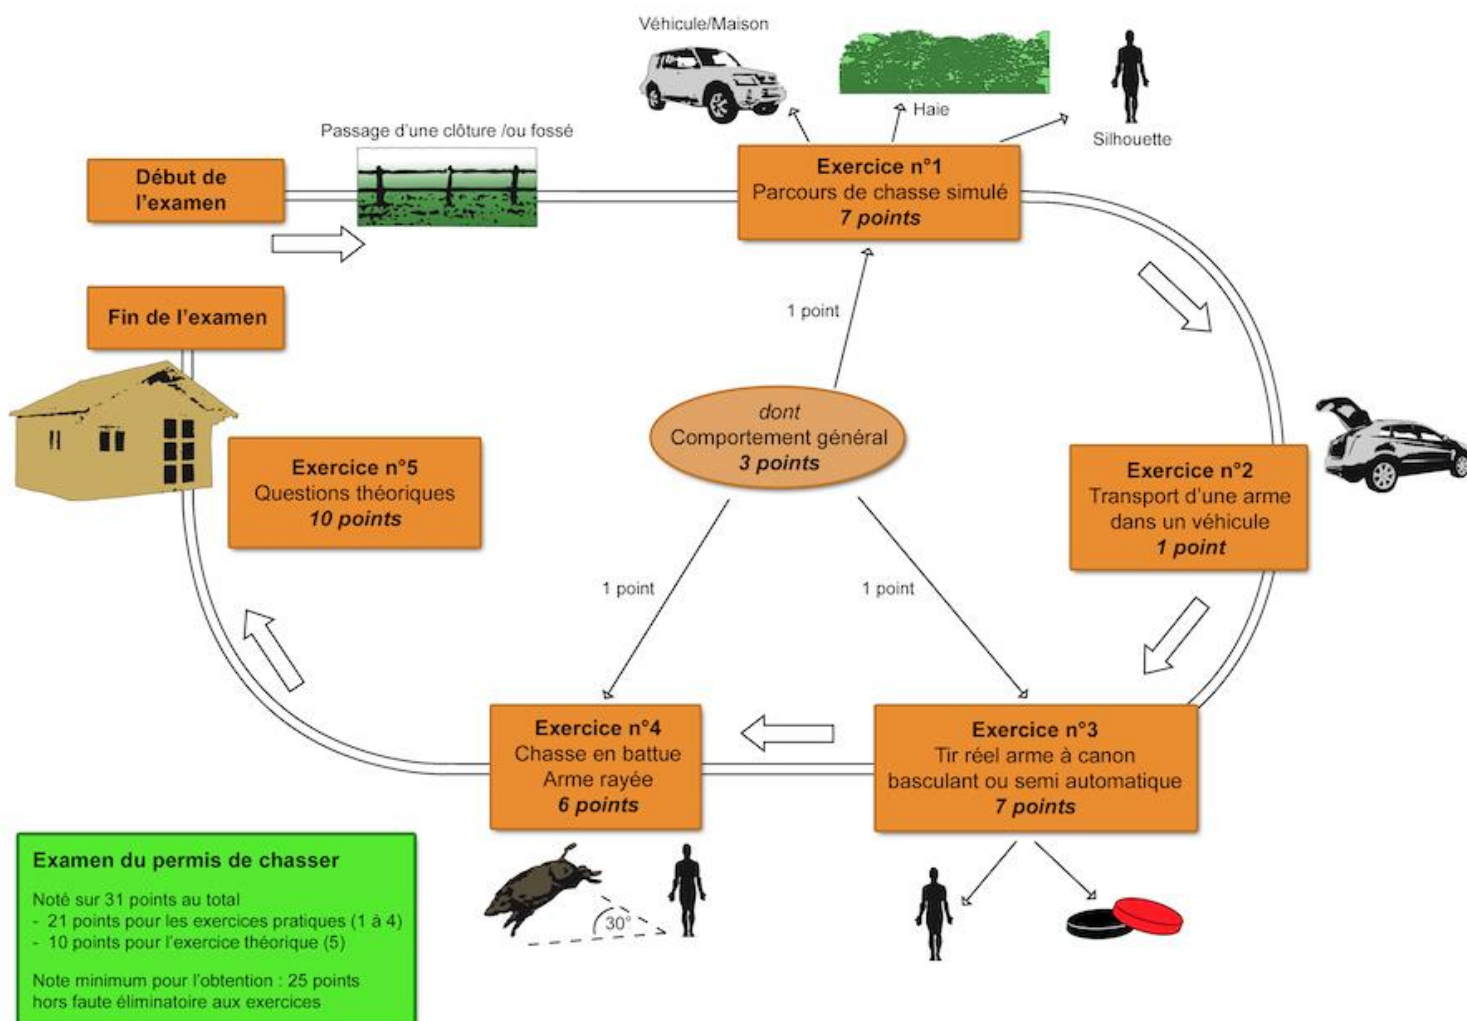 Véhicule/Maison
Haie
Silhouette
Passage d'une clôture /ou fossé
Début de
l'examen
Exercice n°1
Parcours de chasse simulé
7 points
1 point
Fin de l'examen
dont
Comportement général
3 points
Exercice n°5
Questions théoriques
10 points
Exercice n°2
Transport d'une arme
dans un véhicule
1 point
1 point
1 point
Exercice n°4
Chasse en battue
Arme rayée
6 points
Exercice n°3
Tir réel arme à canon
basculant ou semi automatique
7 points
30°
Examen du permis de chasser
Noté sur 31 points au total
- 21 points pour les exercices pratiques (1 à 4)
- 10 points pour l'exercice théorique (5)
Note minimum pour l'obtention : 25 points
hors faute éliminatoire aux exercices